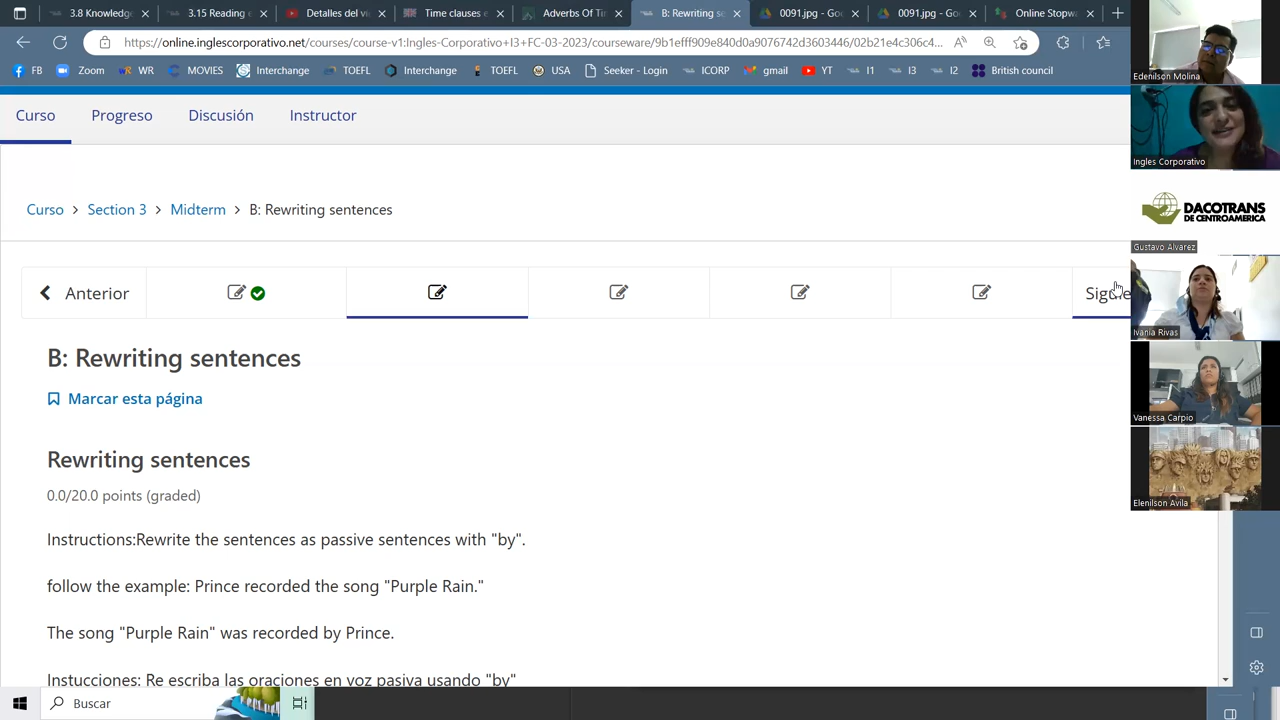 3.8 Knowledg
3.15 Reading e
Detalles del vi
Time clauses e
Adverbs Of Ti
B: Rewriting se
0091.jpg - Goo
0091.jpg - Goo
Online Stopw
https://online.inglescorporativo.net/courses/course-v1:Ingles-Corporativo+I3+FC-03-2023/courseware/9b1efff909e840d0a9076742d3603446/02b21e4c306c4...
FB
Zoom
WR
MOVIES
Interchange
TOEFL
Interchange
TOEFL
USA
Seeker - Login
ICORP
gmail
YT
I1
I3
I2
British council
Curso
Progreso
Discusión
Instructor
Curso > Section 3 > Midterm > B: Rewriting sentences
Anterior
B: Rewriting sentences
Marcar esta página
Rewriting sentences
0.0/20.0 points (graded)
Instructions:Rewrite the sentences as passive sentences with "by".
follow the example: Prince recorded the song "Purple Rain."
The song "Purple Rain" was recorded by Prince.
Instucciones: Re escriba las oraciones en voz pasiva usando "by"
Buscar
Edenilson Molina
Ingles Corporativo
DACOTRANS
DE CENTROAMERICA
Gustavo Alvarez
Ivania Rivas
Vanessa Carpio
Elenilson Avila